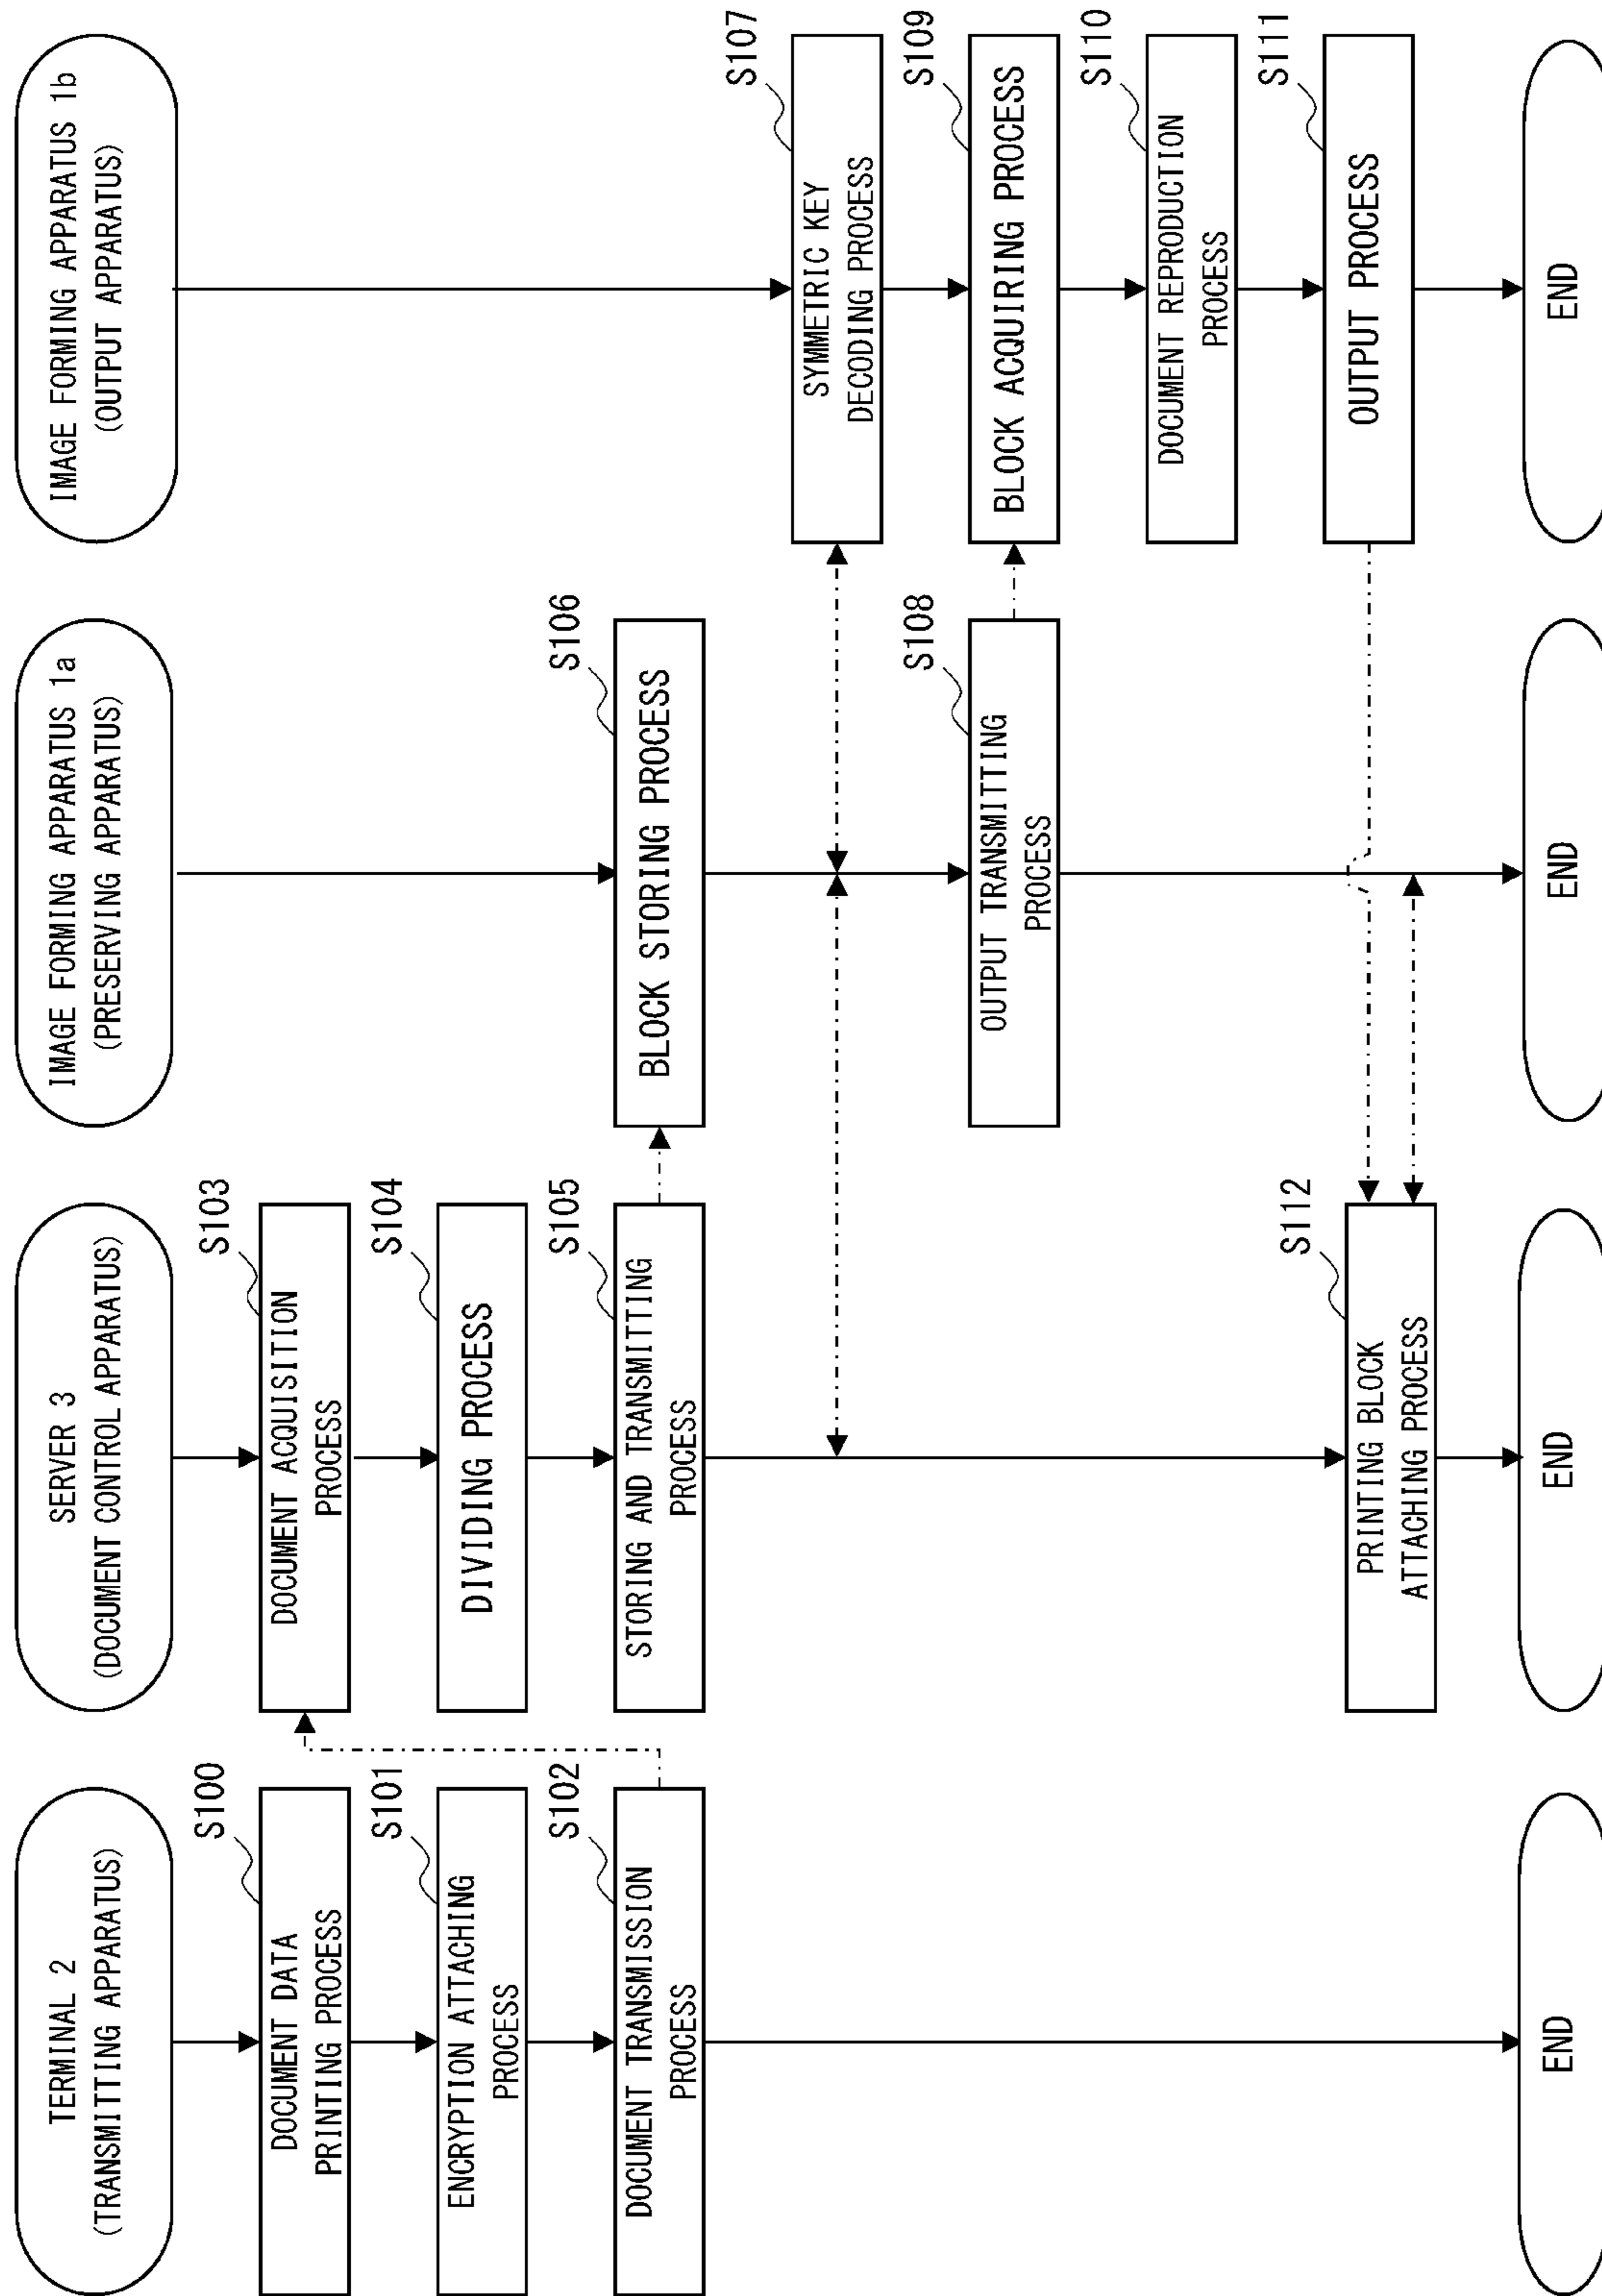 TERMINAL 2
(TRANSMITTING APPARATUS)
S100
DOCUMENT DATA
PRINTING PROCESS
S101
ENCRYPTION ATTACHING
PROCESS
S102
DOCUMENT TRANSMISSION
PROCESS
END
SERVER 3
(DOCUMENT CONTROL APPARATUS)
S103
DOCUMENT ACQUISITION
PROCESS
S104
DIVIDING PROCESS
S105
STORING AND TRANSMITTING
PROCESS
S112
PRINTING BLOCK
ATTACHING PROCESS
END
IMAGE FORMING APPARATUS 1a
(PRESERVING APPARATUS)
S106
BLOCK STORING PROCESS
S108
OUTPUT TRANSMITTING
PROCESS
END
IMAGE FORMING APPARATUS 1b
(OUTPUT APPARATUS)
S107
SYMMETRIC KEY
DECODING PROCESS
S109
BLOCK ACQUIRING PROCESS
S110
DOCUMENT REPRODUCTION
PROCESS
S111
OUTPUT PROCESS
END